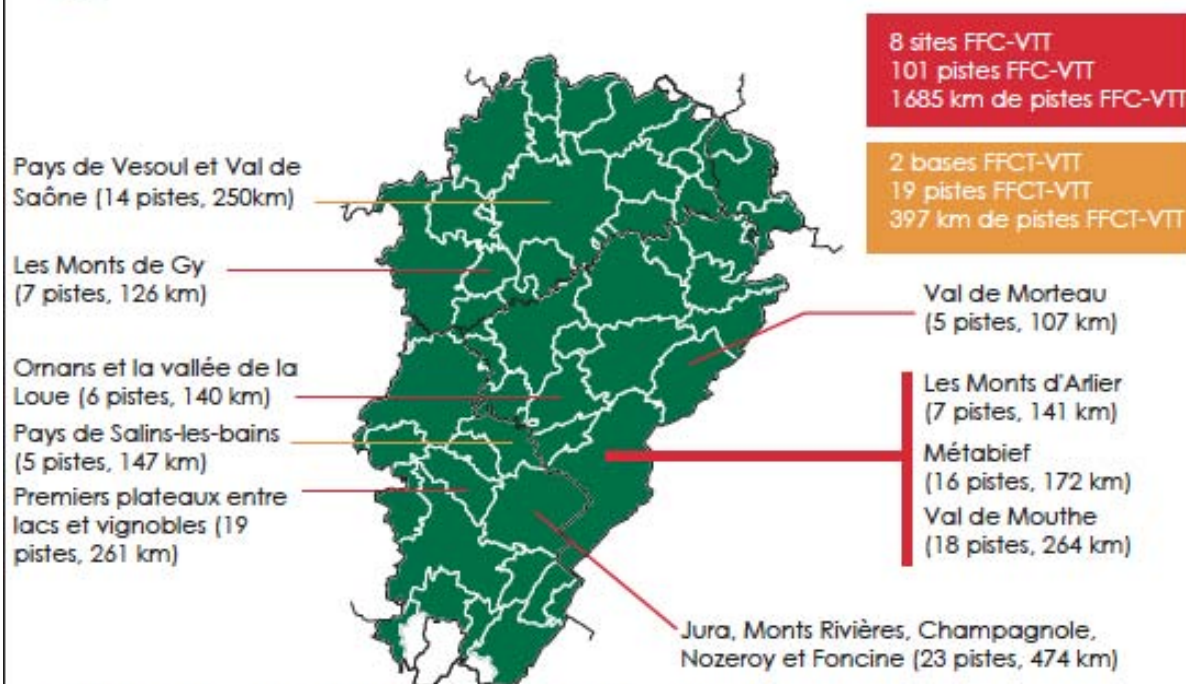 8 sites FFC-VTT
101 pistes FFC-VTT
1685 km de pistes FFC-VTT
2 bases FFCT-VTT
19 pistes FFCT-VTT
397 km de pistes FFCT-VTT
Pays de Vesoul et Val de
Saône (14 pistes, 250km)
Les Monts de Gy
(7 pistes, 126 km)
Ornans et la vallée de la
Loue (6 pistes, 140 km)
Pays de Salins-les-bains
(5 pistes, 147 km)
Premiers plateaux entre
lacs et vignobles (19
pistes, 261 km)
Val de Morteau
(5 pistes, 107 km)
Les Monts d'Arlier
(7 pistes, 141 km)
Métabief
(16 pistes, 172 km)
Val de Mouthe
(18 pistes, 264 km)
Jura, Monts Rivières, Champagnole,
Nozeroy et Foncine (23 pistes, 474 km)